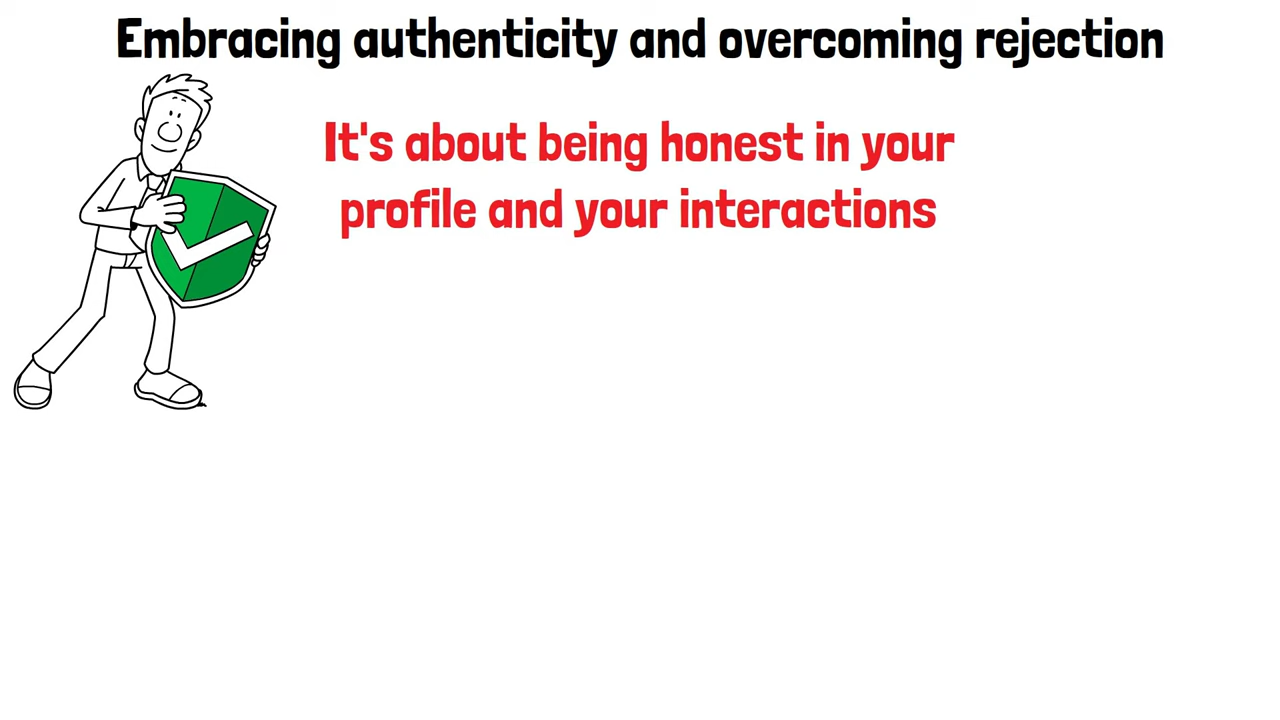 Embracing authenticity and overcoming rejection
It's about being honest in your
profile and your interactions